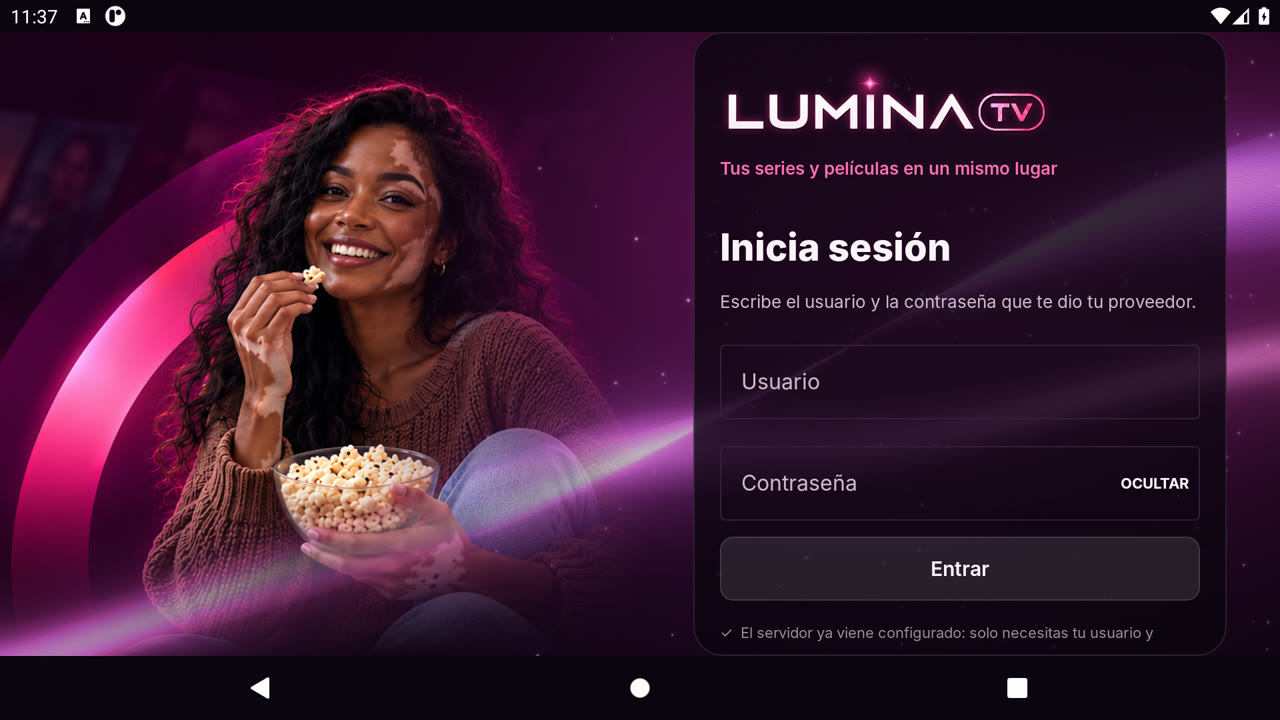 11:37
LUMINA TV
Tus series y películas en un mismo lugar
Inicia sesión
Escribe el usuario y la contraseña que te dio tu proveedor.
Usuario
Contraseña
OCULTAR
Entrar
✓ El servidor ya viene configurado: solo necesitas tu usuario y